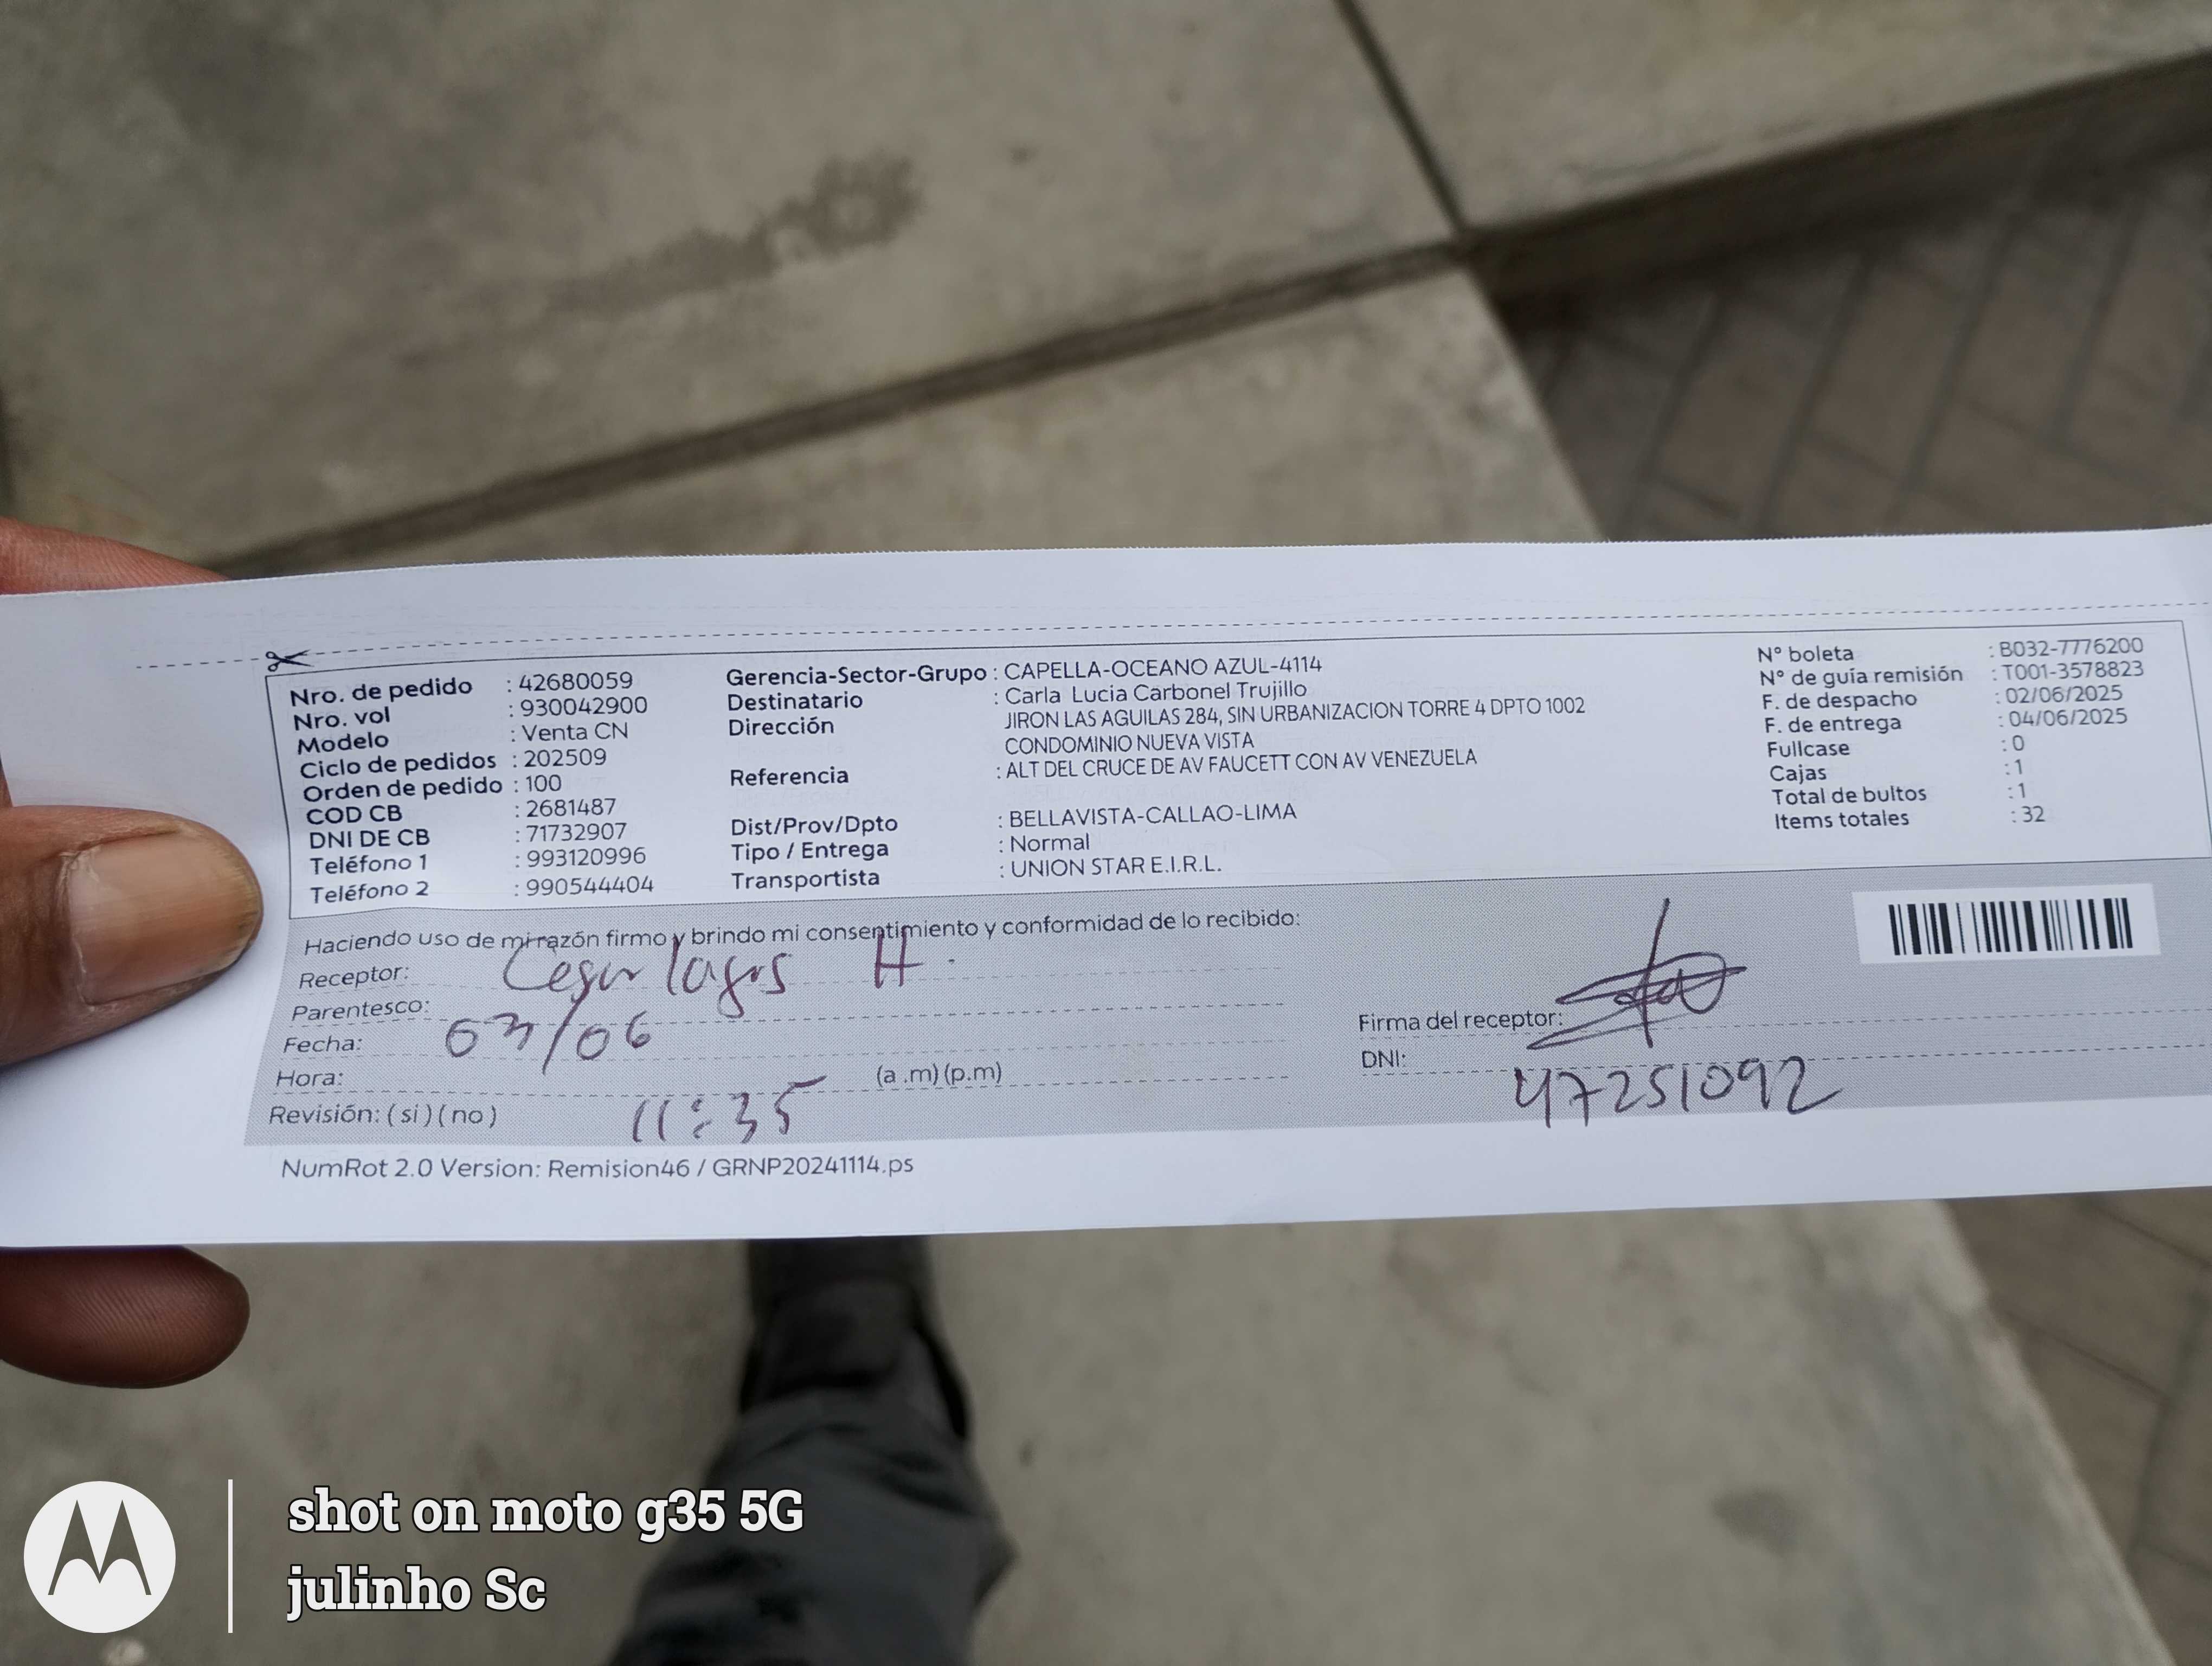 Nro. de pedido : 42680059
Nro. vol : 930042900
Modelo : Venta CN
Ciclo de pedidos : 202509
Orden de pedido : 100
COD CB : 2681487
DNI DE CB : 71732907
Teléfono 1 : 993120996
Teléfono 2 : 990544404
Gerencia-Sector-Grupo : CAPELLA-OCEANO AZUL-4114
Destinatario : Carla Lucia Carbonel Trujillo
Dirección JIRON LAS AGUILAS 284, SIN URBANIZACION TORRE 4 DPTO 1002
CONDOMINIO NUEVA VISTA
Referencia : ALT DEL CRUCE DE AV FAUCETT CON AV VENEZUELA
Dist/Prov/Dpto : BELLAVISTA-CALLAO-LIMA
Tipo / Entrega : Normal
Transportista : UNION STAR E.I.R.L.
N° boleta : B032-7776200
N° de guía remisión : T001-3578823
F. de despacho : 02/06/2025
F. de entrega : 04/06/2025
Fullcase : 0
Cajas : 1
Total de bultos : 1
Items totales : 32
Haciendo uso de mi razón firmo y brindo mi consentimiento y conformidad de lo recibido:
Receptor: Cesar Lagos H.
Parentesco:
Fecha: 03/06
Hora: (a .m) (p.m)
Revisión: ( si ) ( no ) 11:35
Firma del receptor:
DNI: 47251092
NumRot 2.0 Version: Remision46 / GRNP20241114.ps
shot on moto g35 5G
julinho Sc